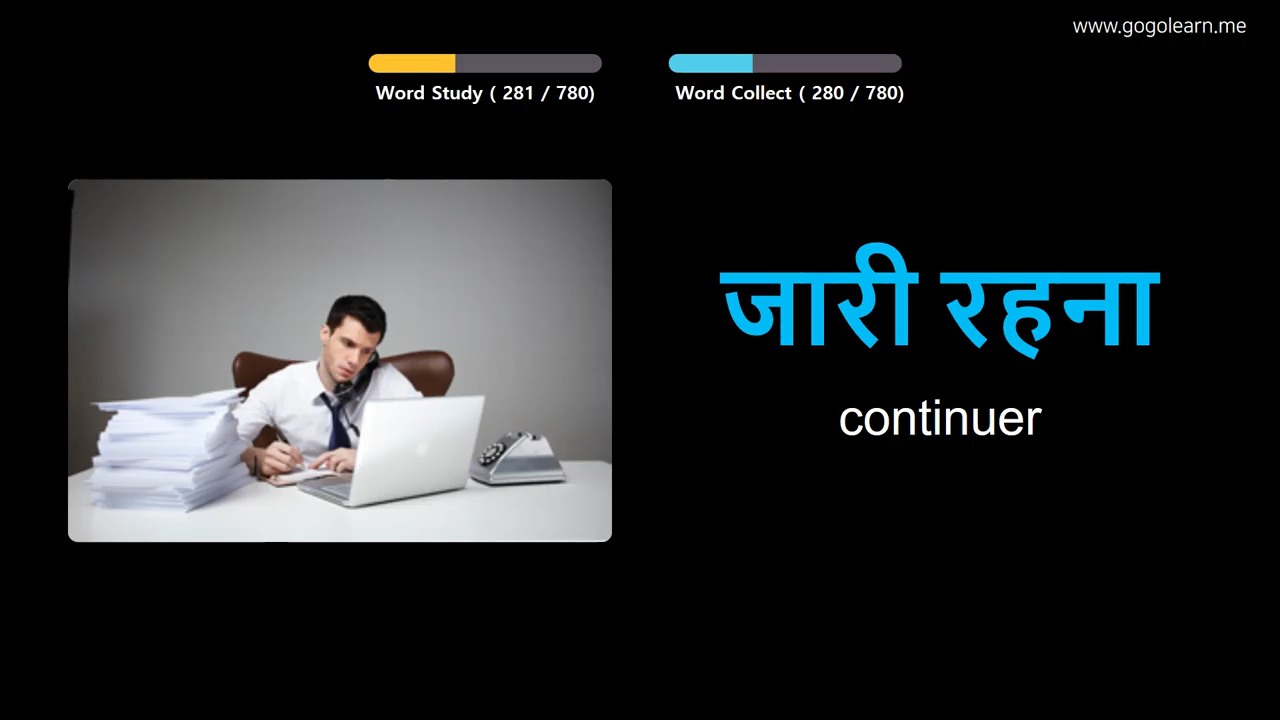 www.gogolearn.me
Word Study ( 281 / 780)
Word Collect ( 280 / 780)
जारी रहना
continuer